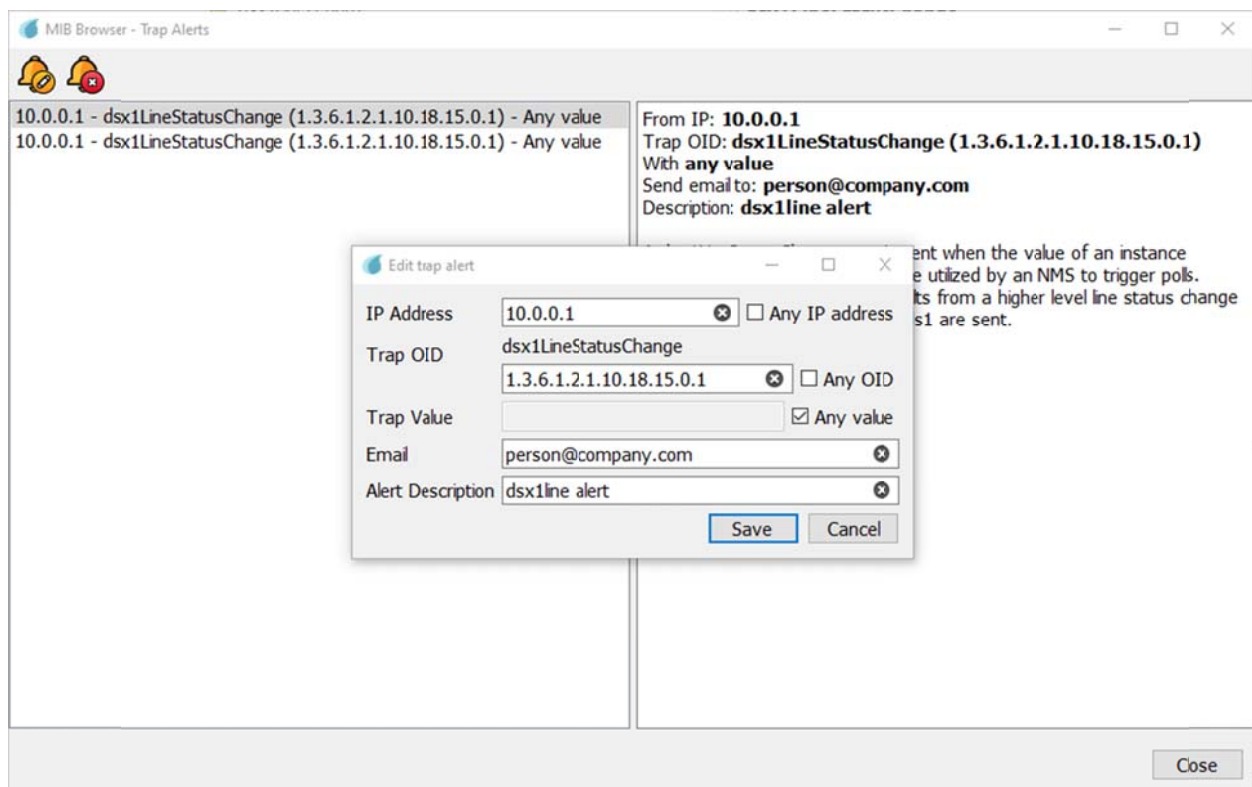 MIB Browser - Trap Alerts
10.0.0.1 - dsx1LineStatusChange (1.3.6.1.2.1.10.18.15.0.1) - Any value
10.0.0.1 - dsx1LineStatusChange (1.3.6.1.2.1.10.18.15.0.1) - Any value
From IP: 10.0.0.1
Trap OID: dsx1LineStatusChange (1.3.6.1.2.1.10.18.15.0.1)
With any value
Send email to: person@company.com
Description: dsx1line alert
when the value of an instance
utilized by an NMS to trigger polls.
from a higher level line status change
are sent.
Edit trap alert
IP Address 10.0.0.1 Any IP address
Trap OID dsx1LineStatusChange
1.3.6.1.2.1.10.18.15.0.1 Any OID
Trap Value Any value
Email person@company.com
Alert Description dsx1line alert
Save Cancel
Close